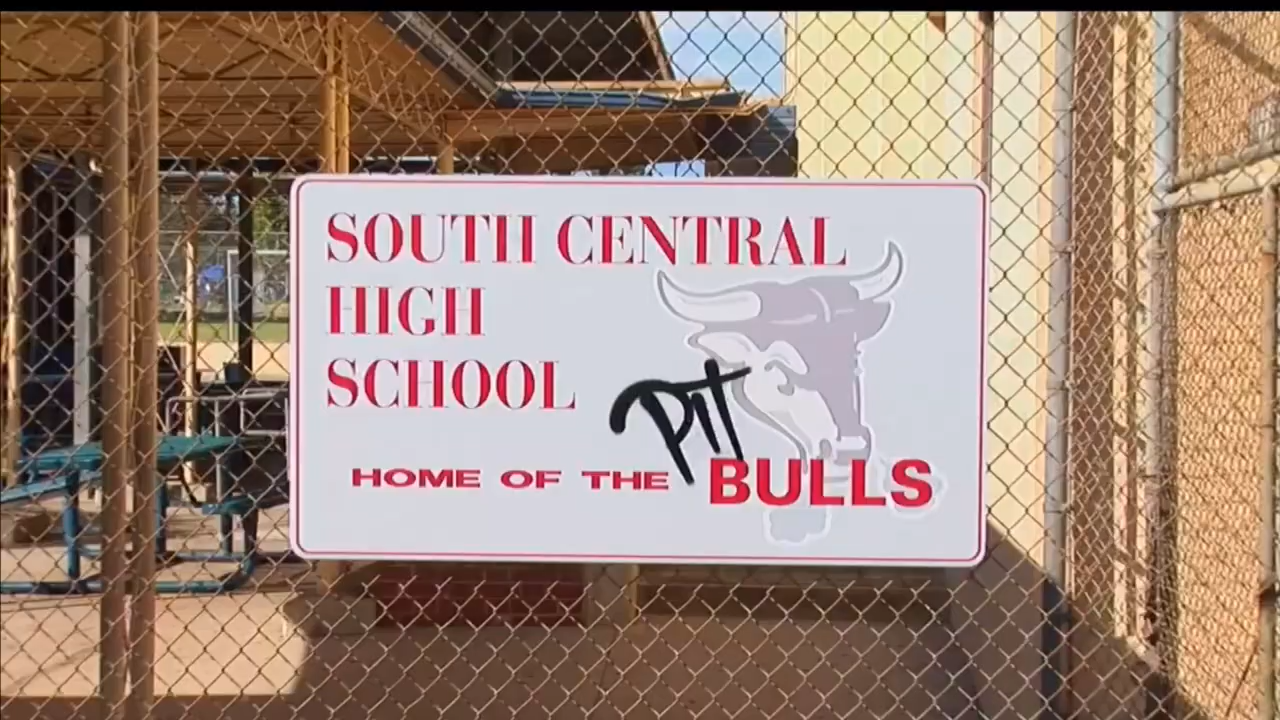 SOUTH CENTRAL
HIGH
SCHOOL
PIT
HOME OF THE BULLS